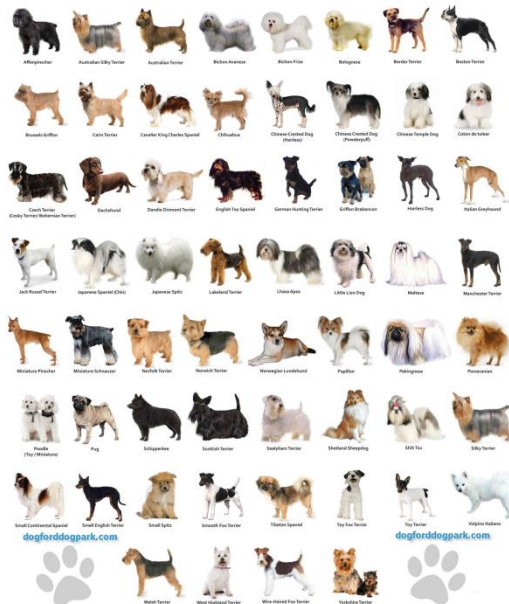 Affenpinscher
Australian Silky Terrier
Australian Terrier
Bichon Avanese
Bichon Frise
Bolognese
Border Terrier
Boston Terrier
Brussels Griffon
Cairn Terrier
Cavalier King Charles Spaniel
Chihuahua
Chinese Crested Dog
(Hairless)
Chinese Crested Dog
(Powderpuff)
Chinese Temple Dog
Coton de tulear
Czech Terrier
(Cesky Terrier/ Bohemian Terrier)
Dachshund
Dandie Dinmont Terrier
English Toy Spaniel
German Hunting Terrier
Griffon Brabancon
Hairless Dog
Italian Greyhound
Jack Russel Terrier
Japanese Spaniel (Chin)
Japanese Spitz
Lakeland Terrier
Lhasa Apso
Little Lion Dog
Maltese
Manchester Terrier
Miniature Pinscher
Miniature Schnauzer
Norfolk Terrier
Norwich Terrier
Norwegian Lundehund
Papillon
Pekingness
Pomeranian
Poodle
(Toy / Miniature)
Pug
Schipperkee
Scottish Terrier
Sealyham Terrier
Shetland Sheepdog
Shih Tzu
Silky Terrier
Small Continental Spaniel
Small English Terrier
Small Spitz
Smooth Fox Terrier
Tibetan Spaniel
Toy Fox Terrier
Toy Terrier
Volpino Italiano
dogforddogpark.com
dogforddogpark.com
Welsh Terrier
West Highland Terrier
Wire Haired Fox Terrier
Yorkshire Terrier